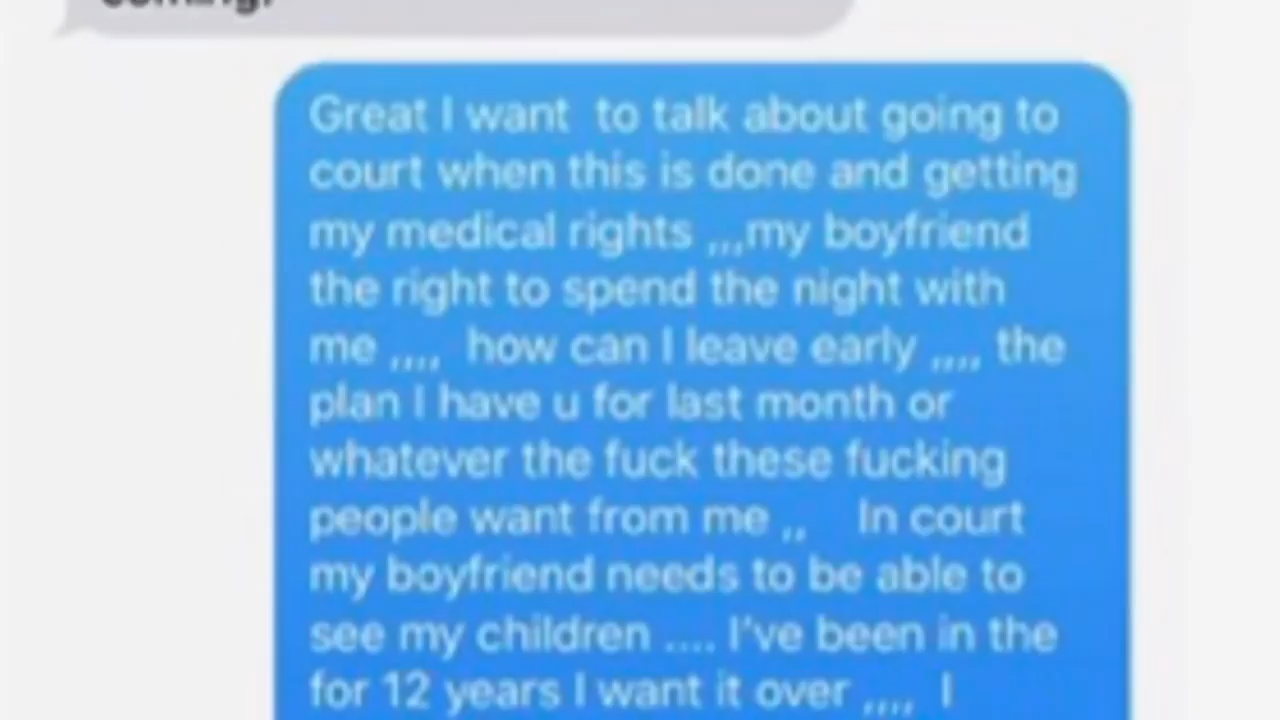 Great I want to talk about going to
court when this is done and getting
my medical rights ,,,my boyfriend
the right to spend the night with
me ,,,, how can I leave early ,,,, the
plan I have u for last month or
whatever the fuck these fucking
people want from me ,, In court
my boyfriend needs to be able to
see my children .... I've been in the
for 12 years I want it over ,,,, I